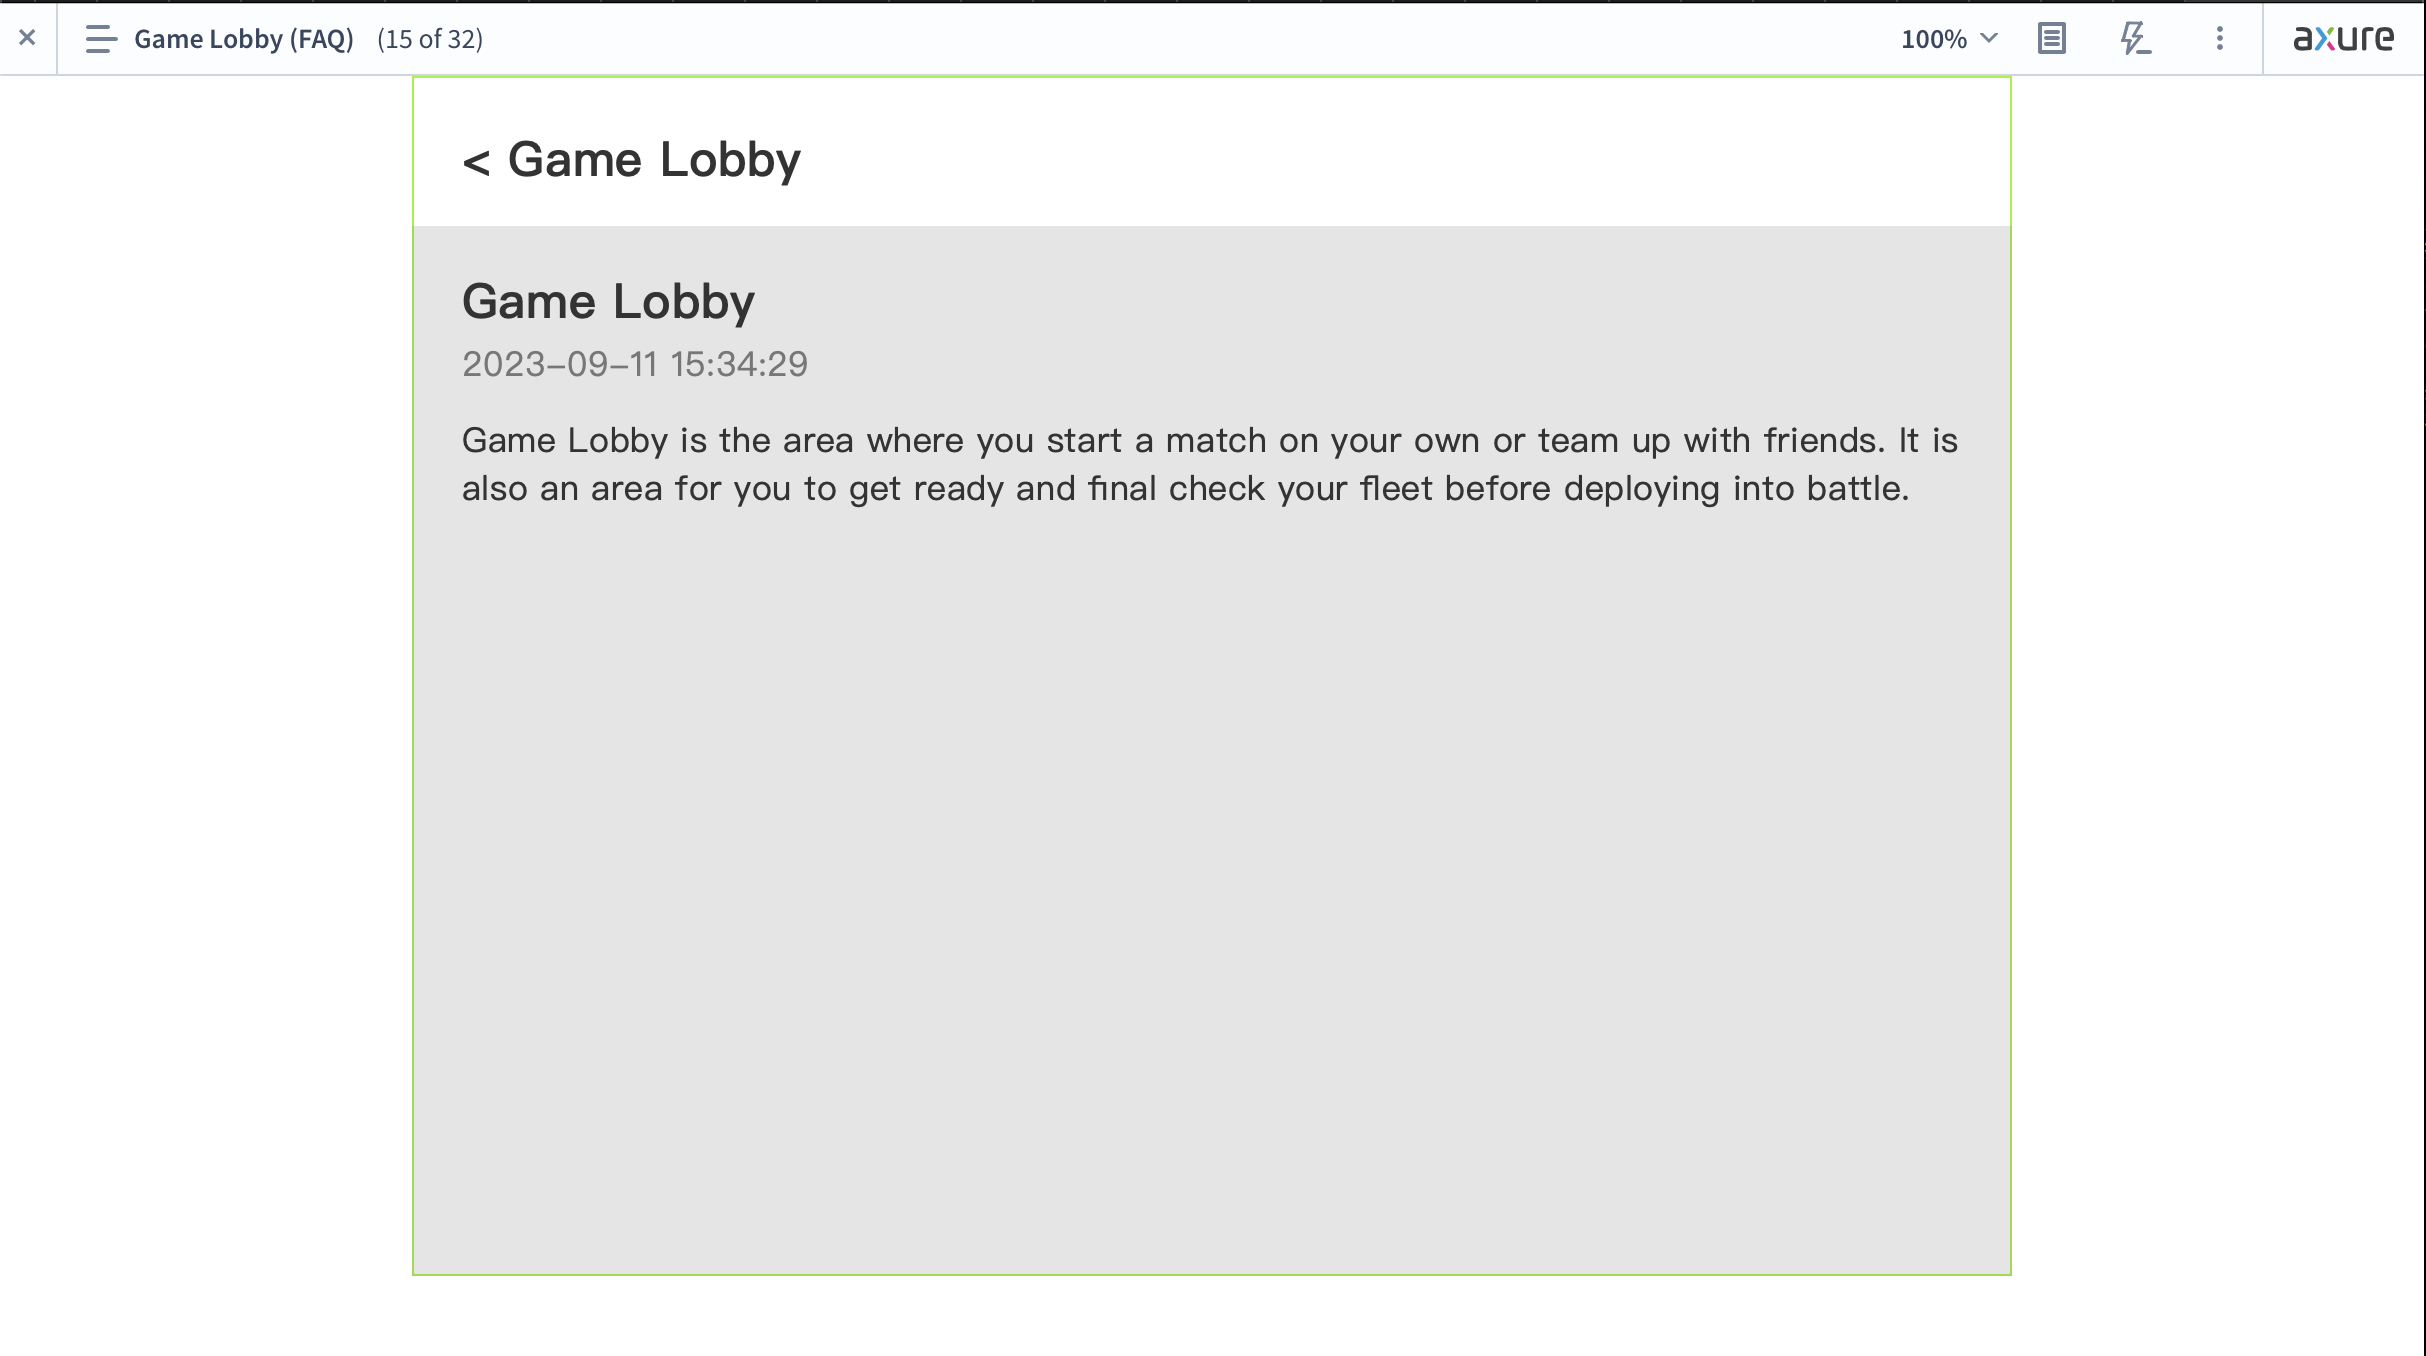 × Game Lobby (FAQ) (15 of 32) 100% axure
< Game Lobby
Game Lobby
2023–09–11 15:34:29
Game Lobby is the area where you start a match on your own or team up with friends. It is
also an area for you to get ready and final check your fleet before deploying into battle.